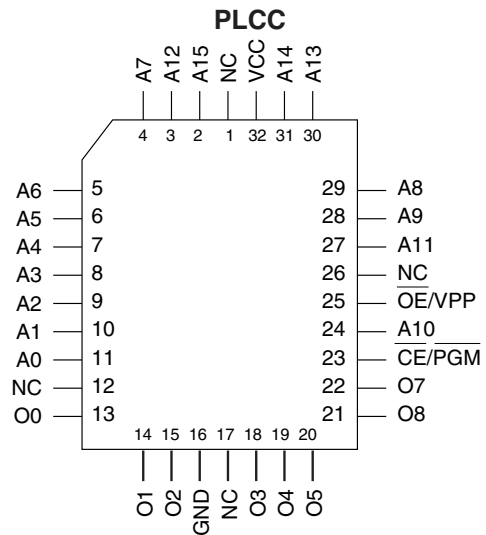 PLCC
A7 A12 A15 NC VCC A14 A13
4 3 2 1 32 31 30
A6 5 29 A8
A5 6 28 A9
A4 7 27 A11
A3 8 26 NC
A2 9 25 OE/VPP
A1 10 24 A10
A0 11 23 CE/PGM
NC 12 22 O7
O0 13 21 O8
14 15 16 17 18 19 20
O1 O2 GND NC O3 O4 O5